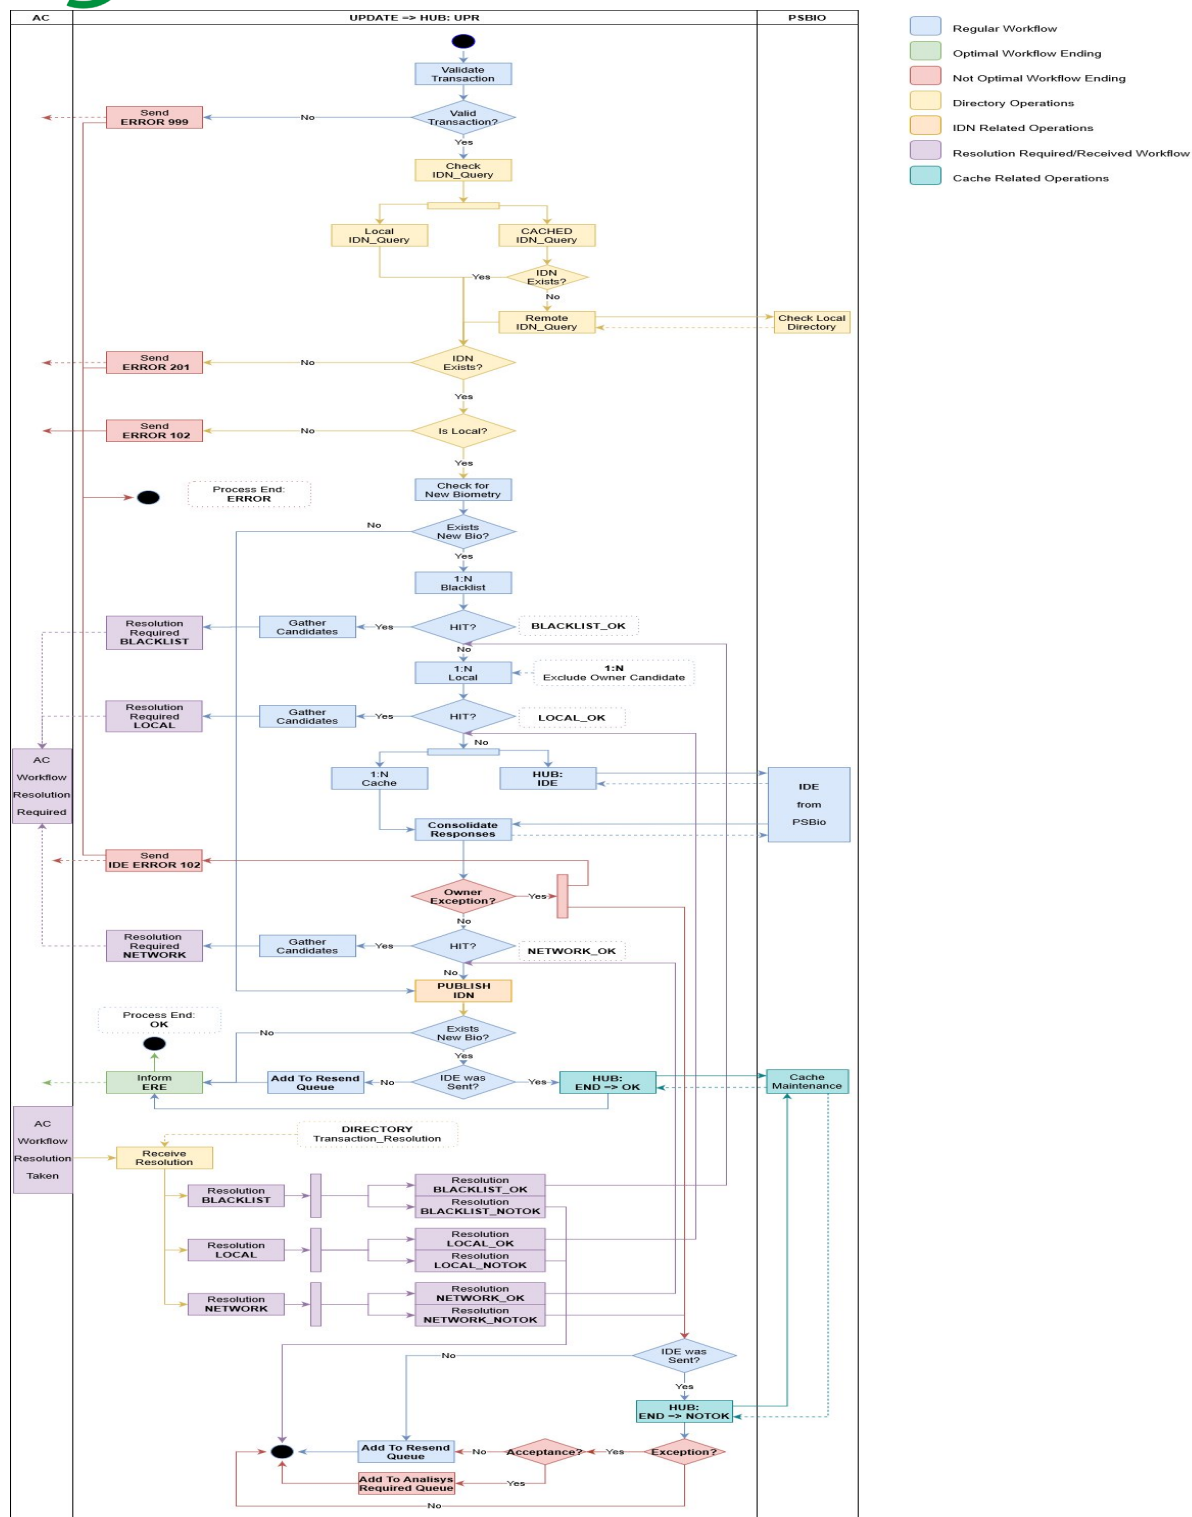 AC
UPDATE => HUB: UPR
PSBIO
Regular Workflow
Optimal Workflow Ending
Not Optimal Workflow Ending
Directory Operations
IDN Related Operations
Resolution Required/Received Workflow
Cache Related Operations
Validate
Transaction
Send
ERROR 999
No
Valid
Transaction?
Yes
Check
IDN_Query
Local
IDN_Query
CACHED
IDN_Query
Yes
IDN
Exists?
No
Remote
IDN_Query
Check Local
Directory
Send
ERROR 201
No
IDN
Exists?
Yes
Send
ERROR 102
No
Is Local?
Yes
Check for
New Biometry
Process End:
ERROR
No
Exists
New Bio?
Yes
1:N
Blacklist
Resolution
Required
BLACKLIST
Gather
Candidates
Yes
HIT?
BLACKLIST_OK
No
1:N
Local
1:N
Exclude Owner Candidate
Resolution
Required
LOCAL
Gather
Candidates
Yes
HIT?
LOCAL_OK
No
AC
Workflow
Resolution
Required
1:N
Cache
HUB:
IDE
IDE
from
PSBio
Consolidate
Responses
Send
IDE ERROR 102
Owner
Exception?
Yes
No
Resolution
Required
NETWORK
Gather
Candidates
Yes
HIT?
NETWORK_OK
No
PUBLISH
IDN
Process End:
OK
No
Exists
New Bio?
Yes
Inform
ERE
Add To Resend
Queue
No
IDE was
Sent?
Yes
HUB:
END => OK
Cache
Maintenance
AC
Workflow
Resolution
Taken
DIRECTORY
Transaction_Resolution
Receive
Resolution
Resolution
BLACKLIST
Resolution
BLACKLIST_OK
Resolution
BLACKLIST_NOTOK
Resolution
LOCAL
Resolution
LOCAL_OK
Resolution
LOCAL_NOTOK
Resolution
NETWORK
Resolution
NETWORK_OK
Resolution
NETWORK_NOTOK
No
IDE was
Sent?
Yes
HUB:
END => NOTOK
Add To Resend
Queue
No
Acceptance?
Yes
Exception?
Add To Analisys
Required Queue
Yes
No